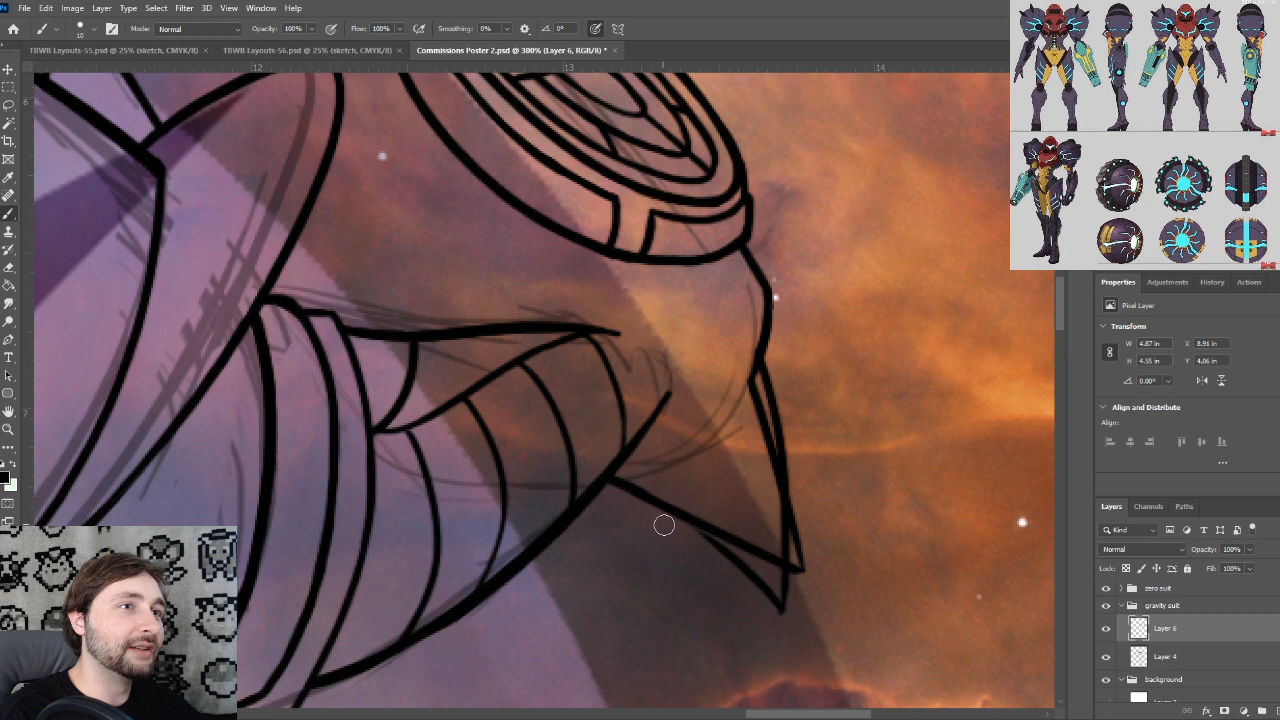 File Edit Image Layer Type Select Filter 3D View Window Help
Mode: Normal Opacity: 100% Flow: 100% Smoothing: 0% 0°
10
TBWB Layouts-55.psd @ 25% (sketch, CMYK/8) × TBWB Layouts-56.psd @ 25% (sketch, CMYK/8) × Commissions Poster 2.psd @ 300% (Layer 6, RGB/8) * ×
12 13 14
6
7
Properties Adjustments History Actions
Pixel Layer
Transform
W 4.87 in X 8.91 in
H 4.55 in Y 4.06 in
0.00°
Align and Distribute
Align:
...
Layers Channels Paths
Kind
Normal Opacity: 100%
Lock: Fill: 100%
zero suit
gravity suit
Layer 6
Layer 4
background